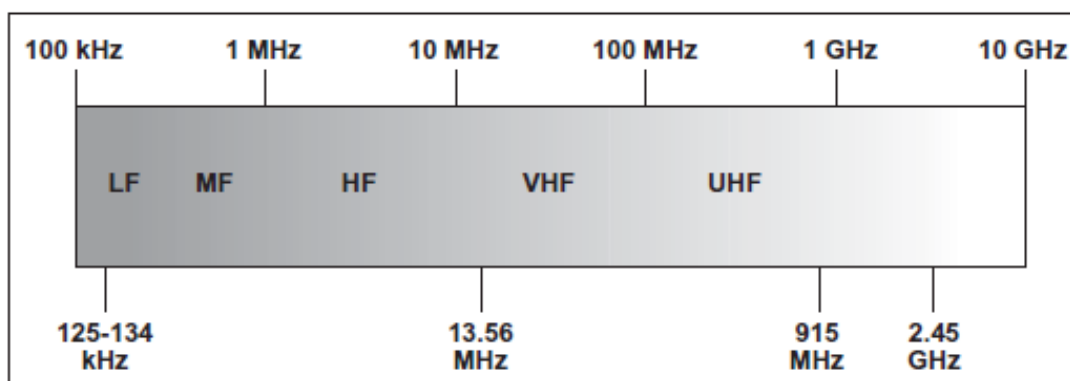 100 kHz 1 MHz 10 MHz 100 MHz 1 GHz 10 GHz
LF MF HF VHF UHF
125-134 13.56 915 2.45
kHz MHz MHz GHz